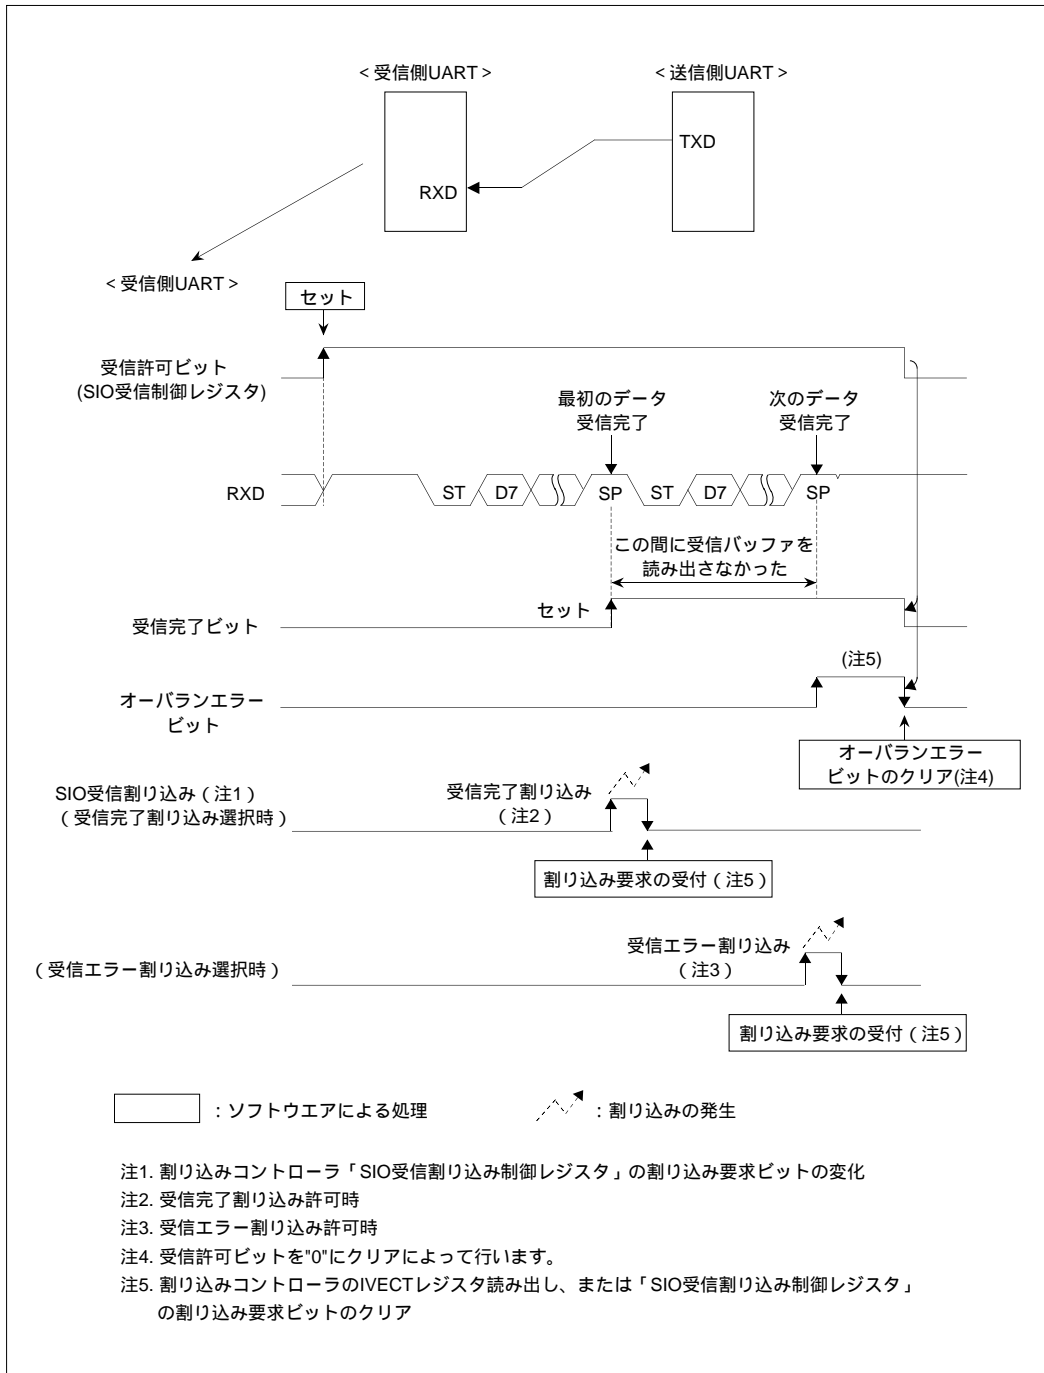 ＜受信側UART＞
＜送信側UART＞
TXD
RXD
＜受信側UART＞
セット
受信許可ビット
(SIO受信制御レジスタ)
最初のデータ
受信完了
次のデータ
受信完了
RXD
ST
D7
SP
ST
D7
SP
この間に受信バッファを
読み出さなかった
セット
受信完了ビット
(注5)
オーバランエラー
ビット
オーバランエラー
ビットのクリア(注4)
SIO受信割り込み（注1）
（受信完了割り込み選択時）
受信完了割り込み
（注2）
割り込み要求の受付（注5）
（受信エラー割り込み選択時）
受信エラー割り込み
（注3）
割り込み要求の受付（注5）
：ソフトウエアによる処理
：割り込みの発生
注1. 割り込みコントローラ「SIO受信割り込み制御レジスタ」の割り込み要求ビットの変化
注2. 受信完了割り込み許可時
注3. 受信エラー割り込み許可時
注4. 受信許可ビットを"0"にクリアによって行います。
注5. 割り込みコントローラのIVECTレジスタ読み出し、または「SIO受信割り込み制御レジスタ」
の割り込み要求ビットのクリア